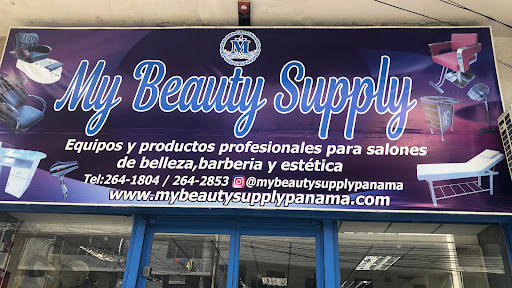 M
My Beauty Supply
Equipos y productos profesionales para salones
de belleza,barbería y estética
Tel:264-1804 / 264-2853 @mybeautysupplypanama
www.mybeautysupplypanama.com